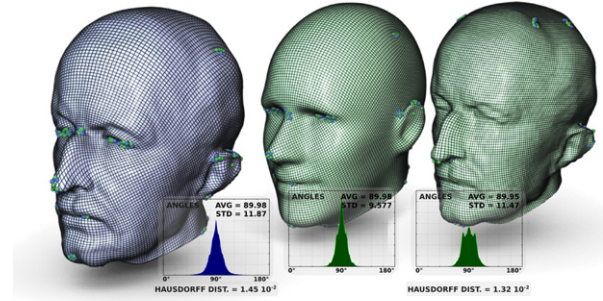 ANGLES AVG = 89.98
STD = 11.87
0° 90° 180°
HAUSDORFF DIST. = 1.45 10⁻²
ANGLES AVG = 89.98
STD = 9.577
0° 90° 180°
ANGLES AVG = 89.95
STD = 11.47
0° 90° 180°
HAUSDORFF DIST. = 1.32 10⁻²